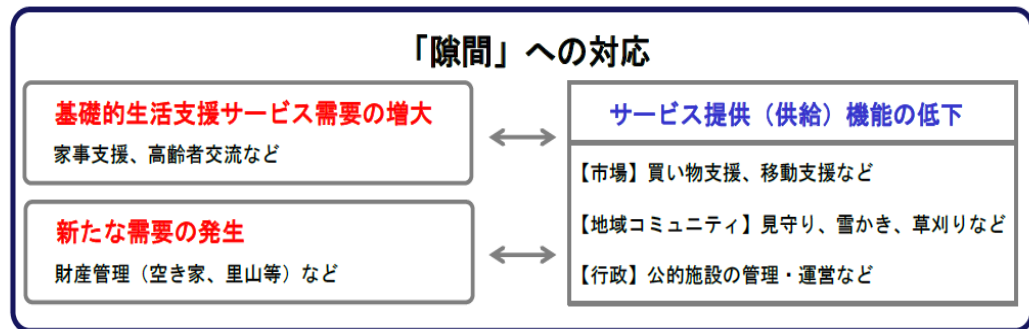 「隙間」への対応
基礎的生活支援サービス需要の増大
家事支援、高齢者交流など
新たな需要の発生
財産管理（空き家、里山等）など
サービス提供（供給）機能の低下
【市場】買い物支援、移動支援など
【地域コミュニティ】見守り、雪かき、草刈りなど
【行政】公的施設の管理・運営など